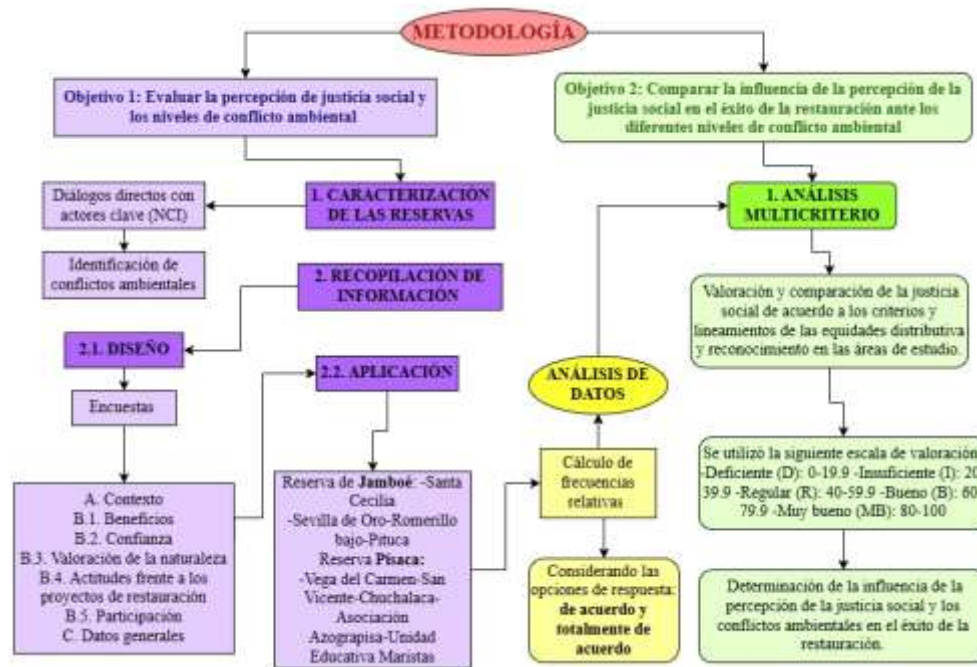 METODOLOGÍA
Objetivo 1: Evaluar la percepción de justicia social y
los niveles de conflicto ambiental
1. CARACTERIZACIÓN
DE LAS RESERVAS
Diálogos directos con
actores clave (NCI)
Identificación de
conflictos ambientales
2. RECOPILACIÓN DE
INFORMACIÓN
2.1. DISEÑO
Encuestas
A. Contexto
B.1. Beneficios
B.2. Confianza
B.3. Valoración de la naturaleza
B.4. Actitudes frente a los
proyectos de restauración
B.5. Participación
C. Datos generales
2.2. APLICACIÓN
Reserva de Jamboé: -Santa
Cecilia
-Sevilla de Oro-Romerillo
bajo-Pituca
Reserva Pisaca:
-Vega del Carmen-San
Vicente-Chuchalaca-
Asociación
Azograpisa-Unidad
Educativa Maristas
ANÁLISIS DE
DATOS
Cálculo de
frecuencias
relativas
Considerando las
opciones de respuesta:
de acuerdo y
totalmente de
acuerdo
Objetivo 2: Comparar la influencia de la percepción de la
justicia social en el éxito de la restauración ante los
diferentes niveles de conflicto ambiental
1. ANÁLISIS
MULTICRITERIO
Valoración y comparación de la justicia
social de acuerdo a los criterios y
lineamientos de las equidades distributiva
y reconocimiento en las áreas de estudio.
Se utilizó la siguiente escala de valoración
-Deficiente (D): 0-19.9 -Insuficiente (I): 20
39.9 -Regular (R): 40-59.9 -Bueno (B): 60
79.9 -Muy bueno (MB): 80-100
Determinación de la influencia de la
percepción de la justicia social y los
conflictos ambientales en el éxito de la
restauración.